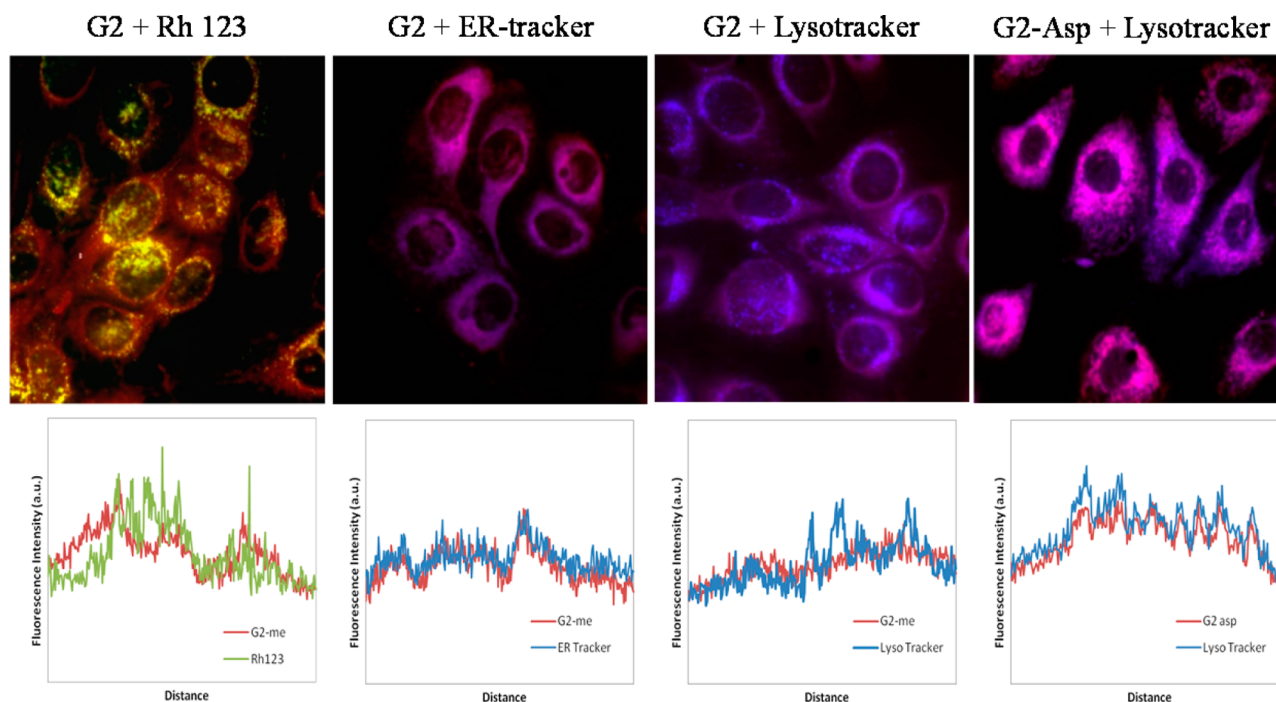 G2 + Rh 123
G2 + ER-tracker
G2 + Lysotracker
G2-Asp + Lysotracker
Fluorescence Intensity (a.u.)
G2-me
Rh123
Distance
Fluorescence Intensity (a.u.)
G2-me
ER Tracker
Distance
Fluorescence Intensity (a.u.)
G2-me
Lyso Tracker
Distance
Fluorescence Intensity (a.u.)
G2 asp
Lyso Tracker
Distance